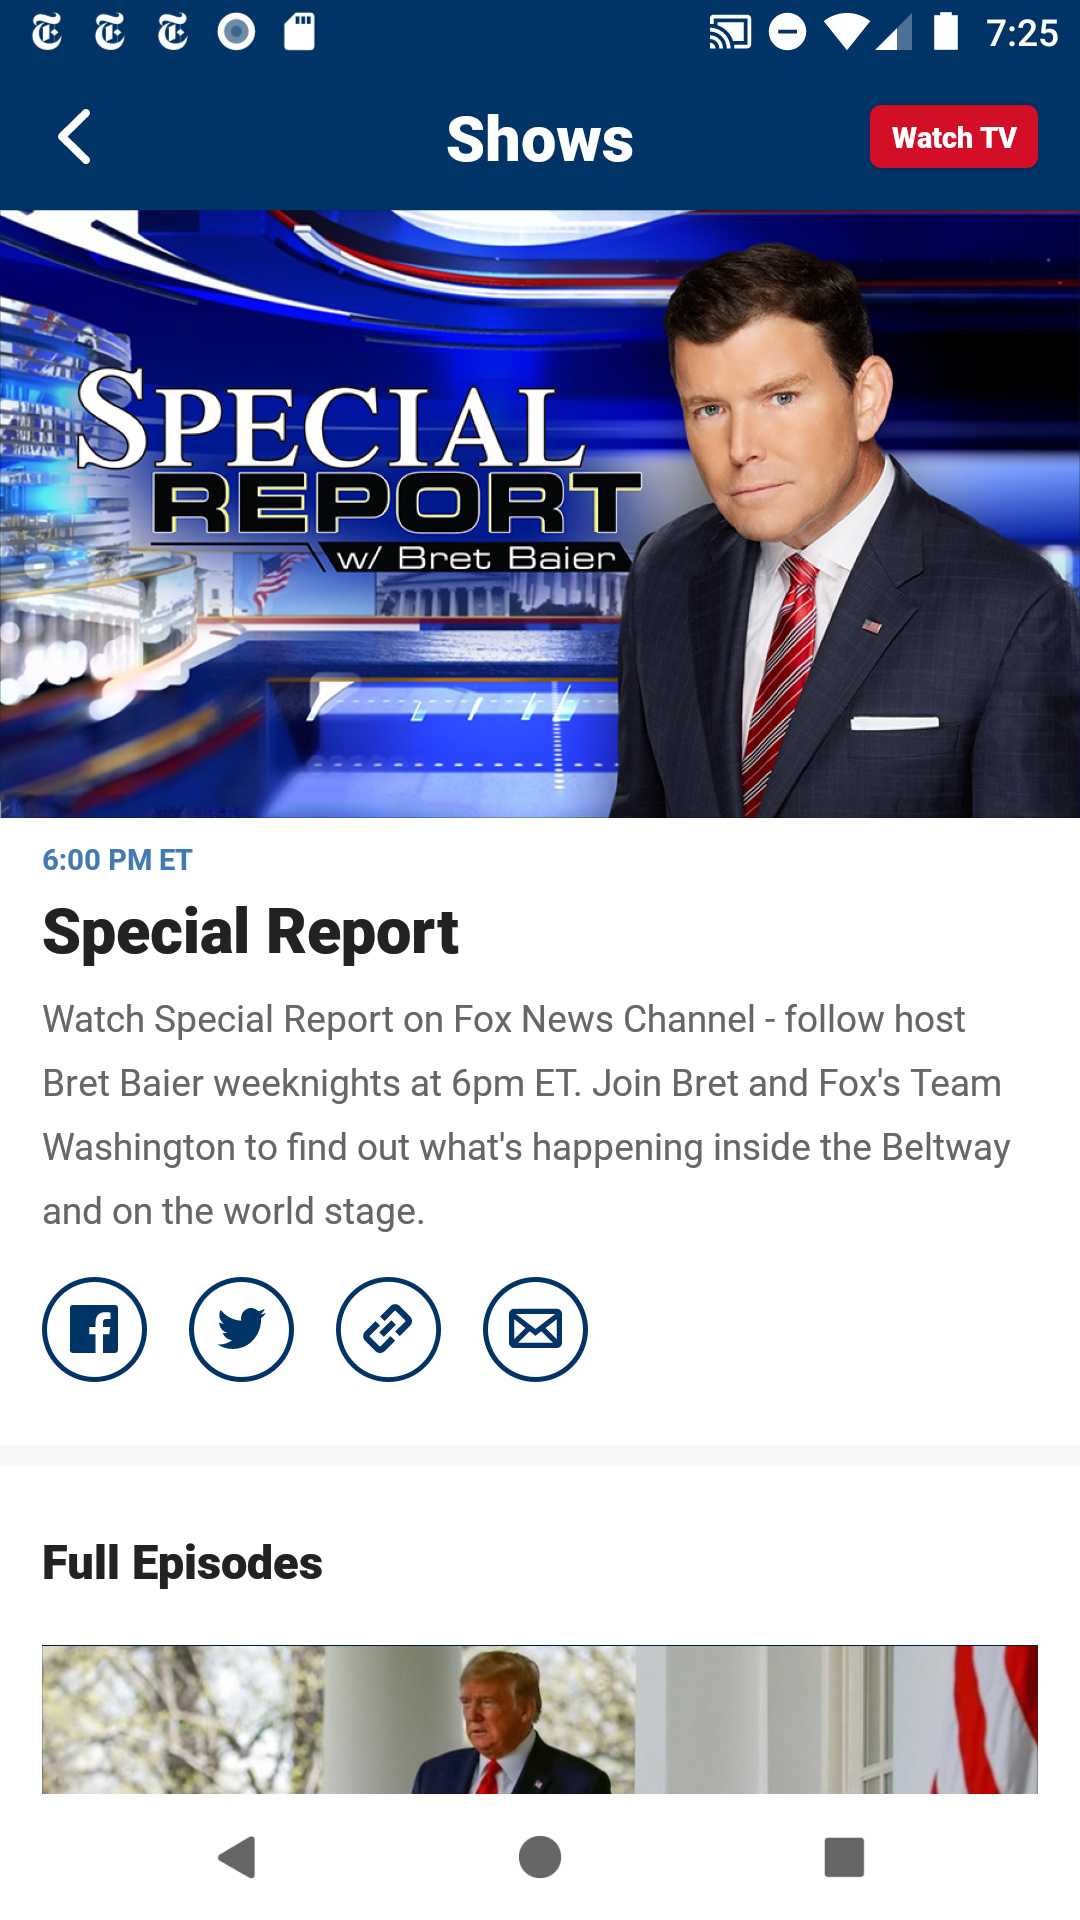 7:25
Shows
Watch TV
SPECIAL
REPORT
w/ Bret Baier
6:00 PM ET
Special Report
Watch Special Report on Fox News Channel - follow host
Bret Baier weeknights at 6pm ET. Join Bret and Fox's Team
Washington to find out what's happening inside the Beltway
and on the world stage.
Full Episodes